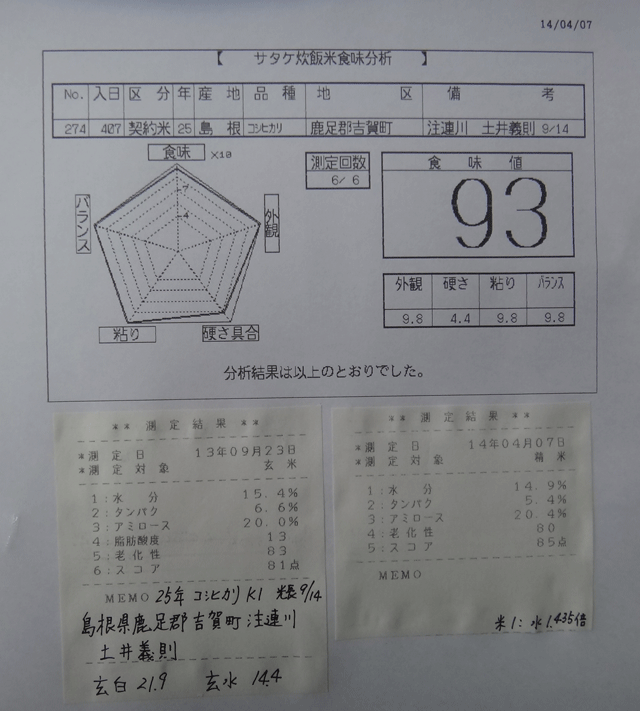 14/04/07
【 サタケ炊飯米食味分析 】
No. 入日 区分 年 産地 品種 地区 備考
274 407 契約米 25 島根 コシヒカリ 鹿足郡吉賀町 注連川 土井義則 9/14
食味 ×10
7
4
バランス
外観
粘り
硬さ具合
測定回数
6/ 6
食味値
93
外観 硬さ 粘り バランス
9.8 4.4 9.8 9.8
分析結果は以上のとおりでした。
** 測定結果 **
*測定日 13年09月23日
*測定対象 玄米
1:水分 15.4%
2:タンパク 6.6%
3:アミロース 20.0%
4:脂肪酸度 13
5:老化性 83
6:スコア 81点
MEMO 25年 コシヒカリ K1 9/14
島根県鹿足郡吉賀町注連川
土井義則
玄白 21.9 玄水 14.4
** 測定結果 **
*測定日 14年04月07日
*測定対象 精米
1:水分 14.9%
2:タンパク 5.4%
3:アミロース 20.4%
4:老化性 80
5:スコア 85点
MEMO
米1:水1.435倍